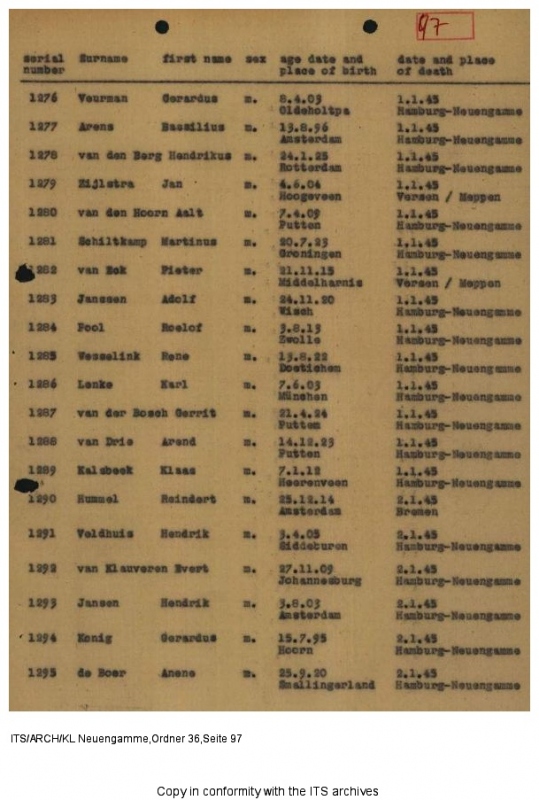 97
serial Surname first name sex age date and date and place
number place of birth of death
1276 Veurman Gerardus m. 8.4.03 1.1.45
Oldeholtpa Hamburg-Neuengamme
1277 Arens Bassilius m. 13.8.96 1.1.45
Amsterdam Hamburg-Neuengamme
1278 van den Berg Hendrikus m. 24.1.25 1.1.45
Rotterdam Hamburg-Neuengamme
1279 Zijlstra Jan m. 4.6.04 1.1.45
Hoogeveen Versen / Meppen
1280 van den Hoorn Aalt m. 7.4.09 1.1.45
Putten Hamburg-Neuengamme
1281 Schiltkamp Martinus m. 20.7.23 1.1.45
Groningen Hamburg-Neuengamme
1282 van Eck Pieter m. 21.11.15 1.1.45
Middelharnis Versen / Meppen
1283 Janssen Adolf m. 24.11.20 1.1.45
Wisch Hamburg-Neuengamme
1284 Pool Roelof m. 3.8.13 1.1.45
Zwolle Hamburg-Neuengamme
1285 Wesselink Rene m. 13.8.22 1.1.45
Doetichem Hamburg-Neuengamme
1286 Lenke Karl m. 7.6.03 1.1.45
München Hamburg-Neuengamme
1287 van der Bosch Gerrit m. 21.4.24 1.1.45
Putten Hamburg-Neuengamme
1288 van Drie Arend m. 14.12.23 1.1.45
Putten Hamburg-Neuengamme
1289 Kalsbeek Klaas m. 7.1.12 1.1.45
Heerenveen Hamburg-Neuengamme
1290 Hummel Reindert m. 25.12.14 2.1.45
Amsterdam Bremen
1291 Veldhuis Hendrik m. 3.4.05 2.1.45
Siddeburen Hamburg-Neuengamme
1292 van Klauveren Evert m. 27.11.09 2.1.45
Johannesburg Hamburg-Neuengamme
1293 Jansen Hendrik m. 3.8.03 2.1.45
Amsterdam Hamburg-Neuengamme
1294 Konig Gerardus m. 15.7.95 2.1.45
Hoorn Hamburg-Neuengamme
1295 de Boer Anene m. 25.9.20 2.1.45
Smallingerland Hamburg-Neuengamme
ITS/ARCH/KL Neuengamme,Ordner 36,Seite 97
Copy in conformity with the ITS archives